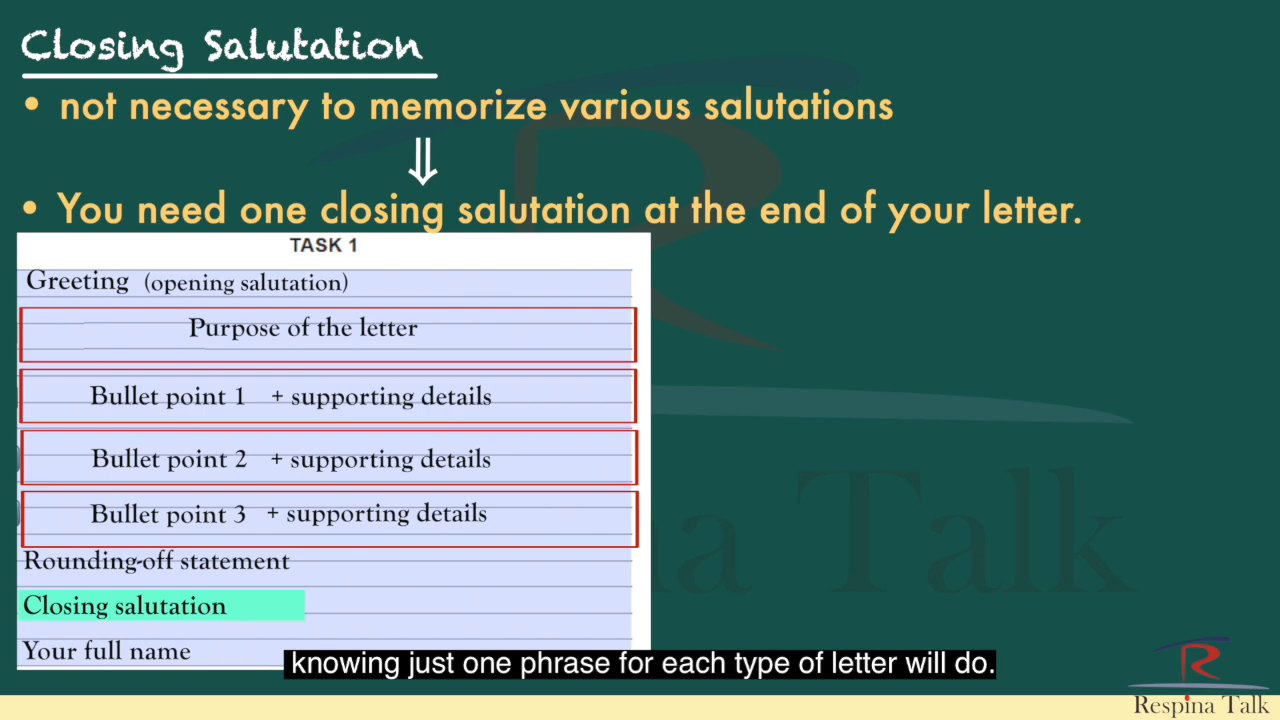 Closing Salutation
• not necessary to memorize various salutations
⇓
• You need one closing salutation at the end of your letter.
TASK 1
Greeting (opening salutation)
Purpose of the letter
Bullet point 1 + supporting details
Bullet point 2 + supporting details
Bullet point 3 + supporting details
Rounding-off statement
Closing salutation
Your full name
knowing just one phrase for each type of letter will do.
na Talk
R
Respina Talk